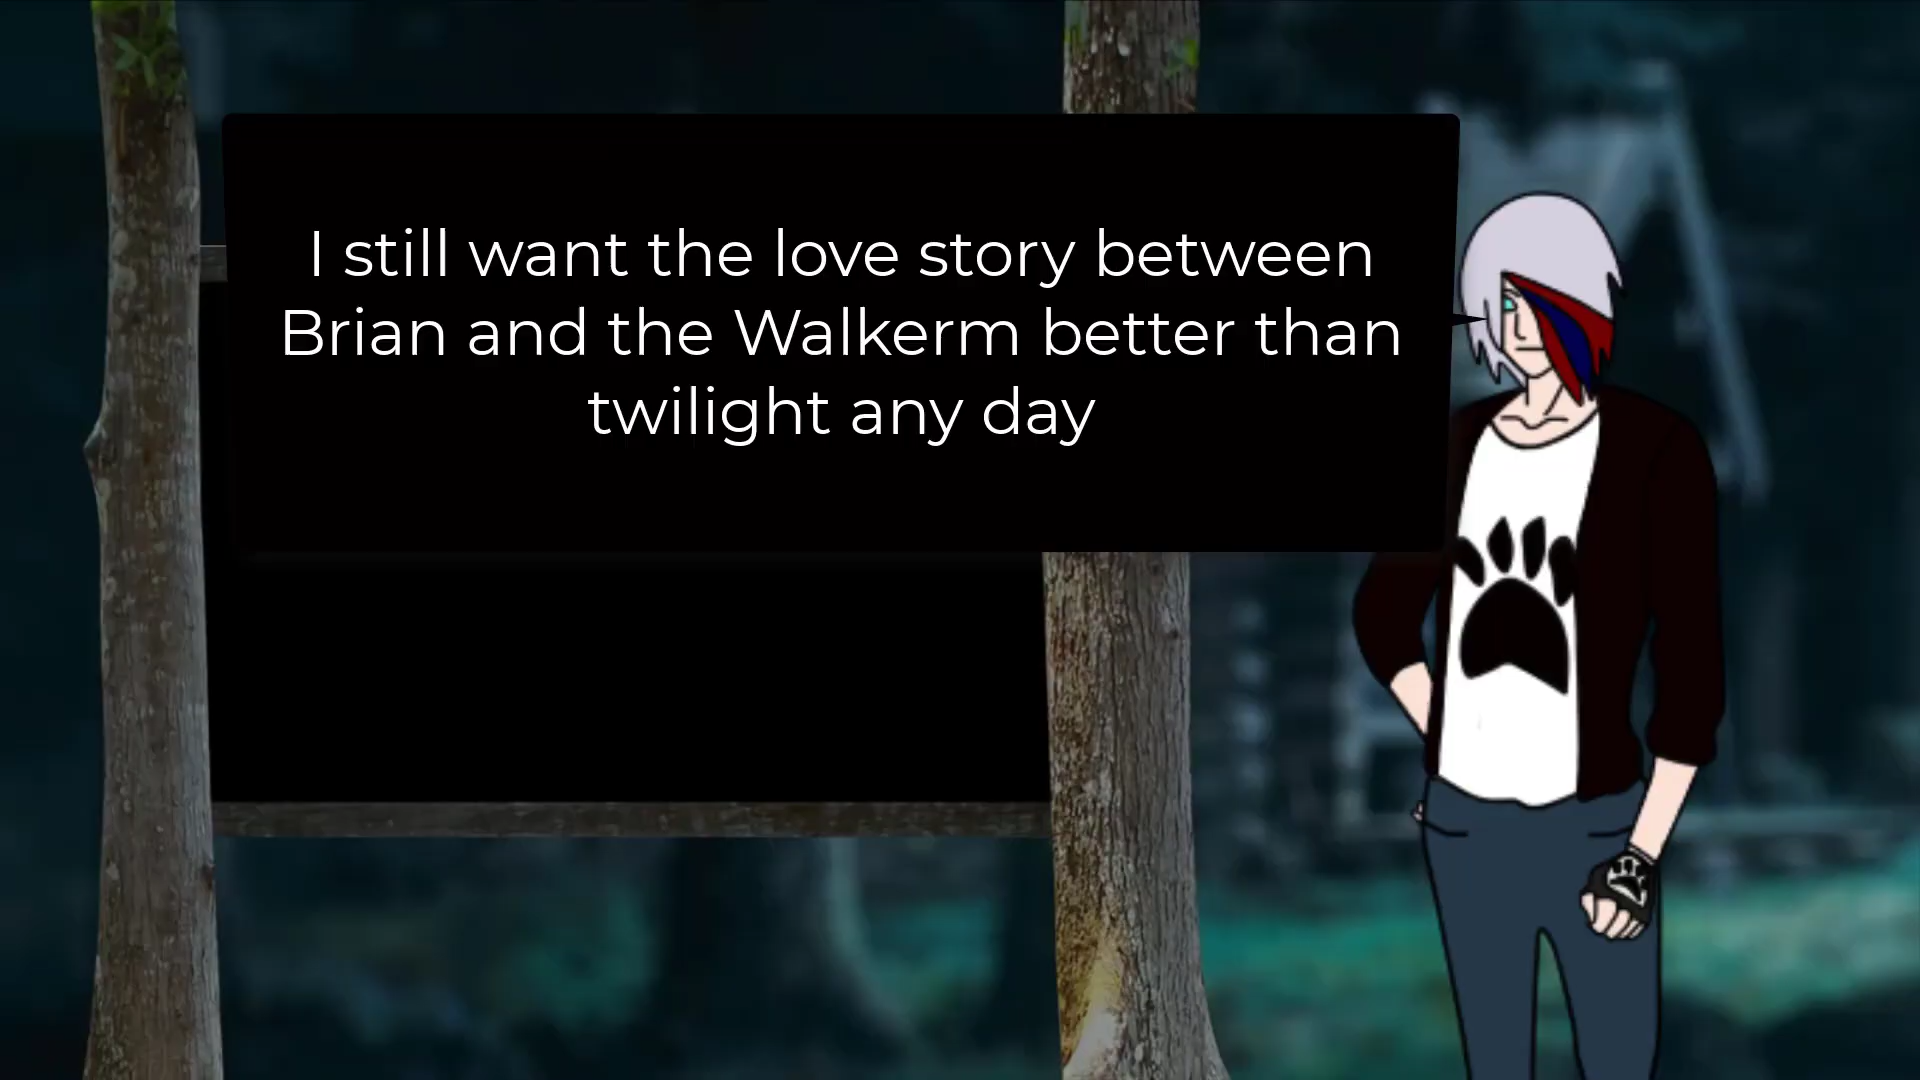 I still want the love story between
Brian and the Walkerm better than
twilight any day